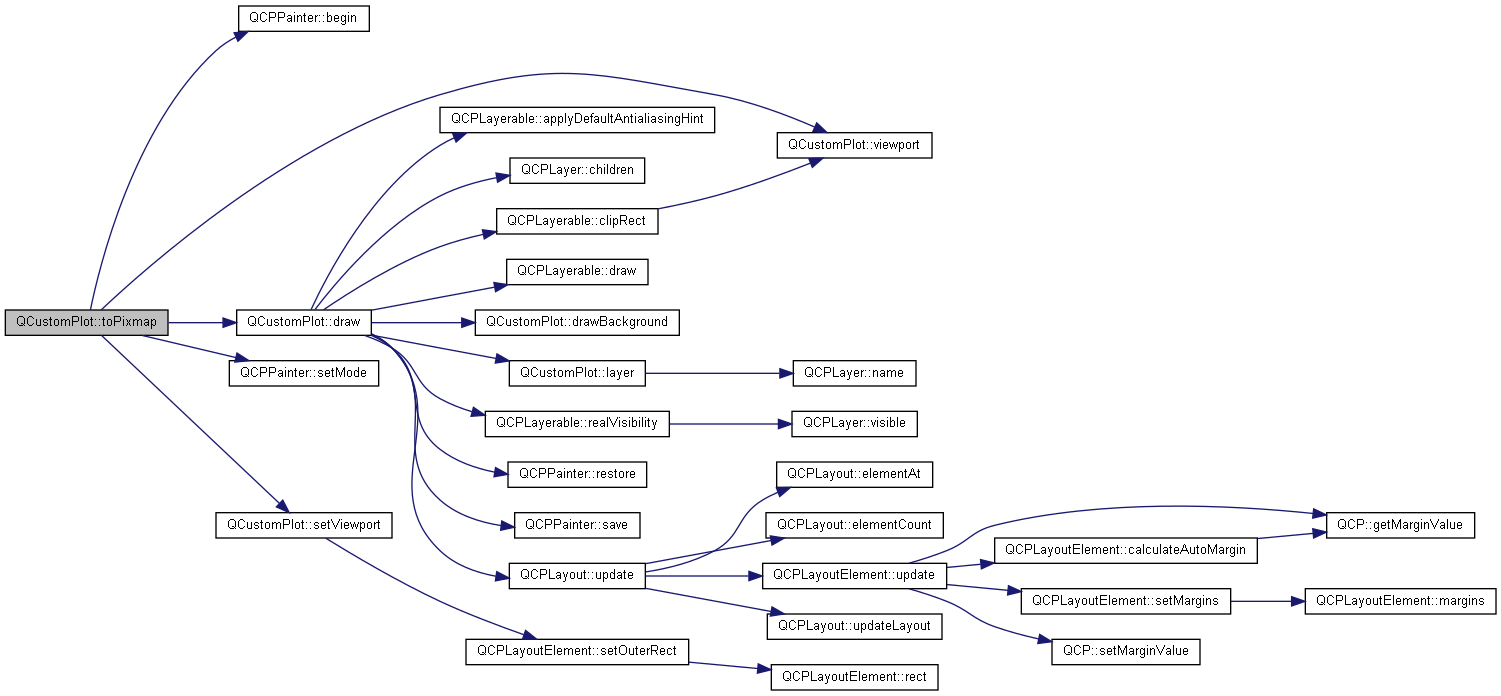 QCPPainter::begin
QCPLayerable::applyDefaultAntialiasingHint
QCustomPlot::viewport
QCPLayer::children
QCPLayerable::clipRect
QCPLayerable::draw
QCustomPlot::toPixmap
QCustomPlot::draw
QCustomPlot::drawBackground
QCPPainter::setMode
QCustomPlot::layer
QCPLayer::name
QCPLayerable::realVisibility
QCPLayer::visible
QCPPainter::restore
QCPLayout::elementAt
QCustomPlot::setViewport
QCPPainter::save
QCPLayout::elementCount
QCP::getMarginValue
QCPLayoutElement::calculateAutoMargin
QCPLayout::update
QCPLayoutElement::update
QCPLayoutElement::setMargins
QCPLayoutElement::margins
QCPLayout::updateLayout
QCPLayoutElement::setOuterRect
QCP::setMarginValue
QCPLayoutElement::rect